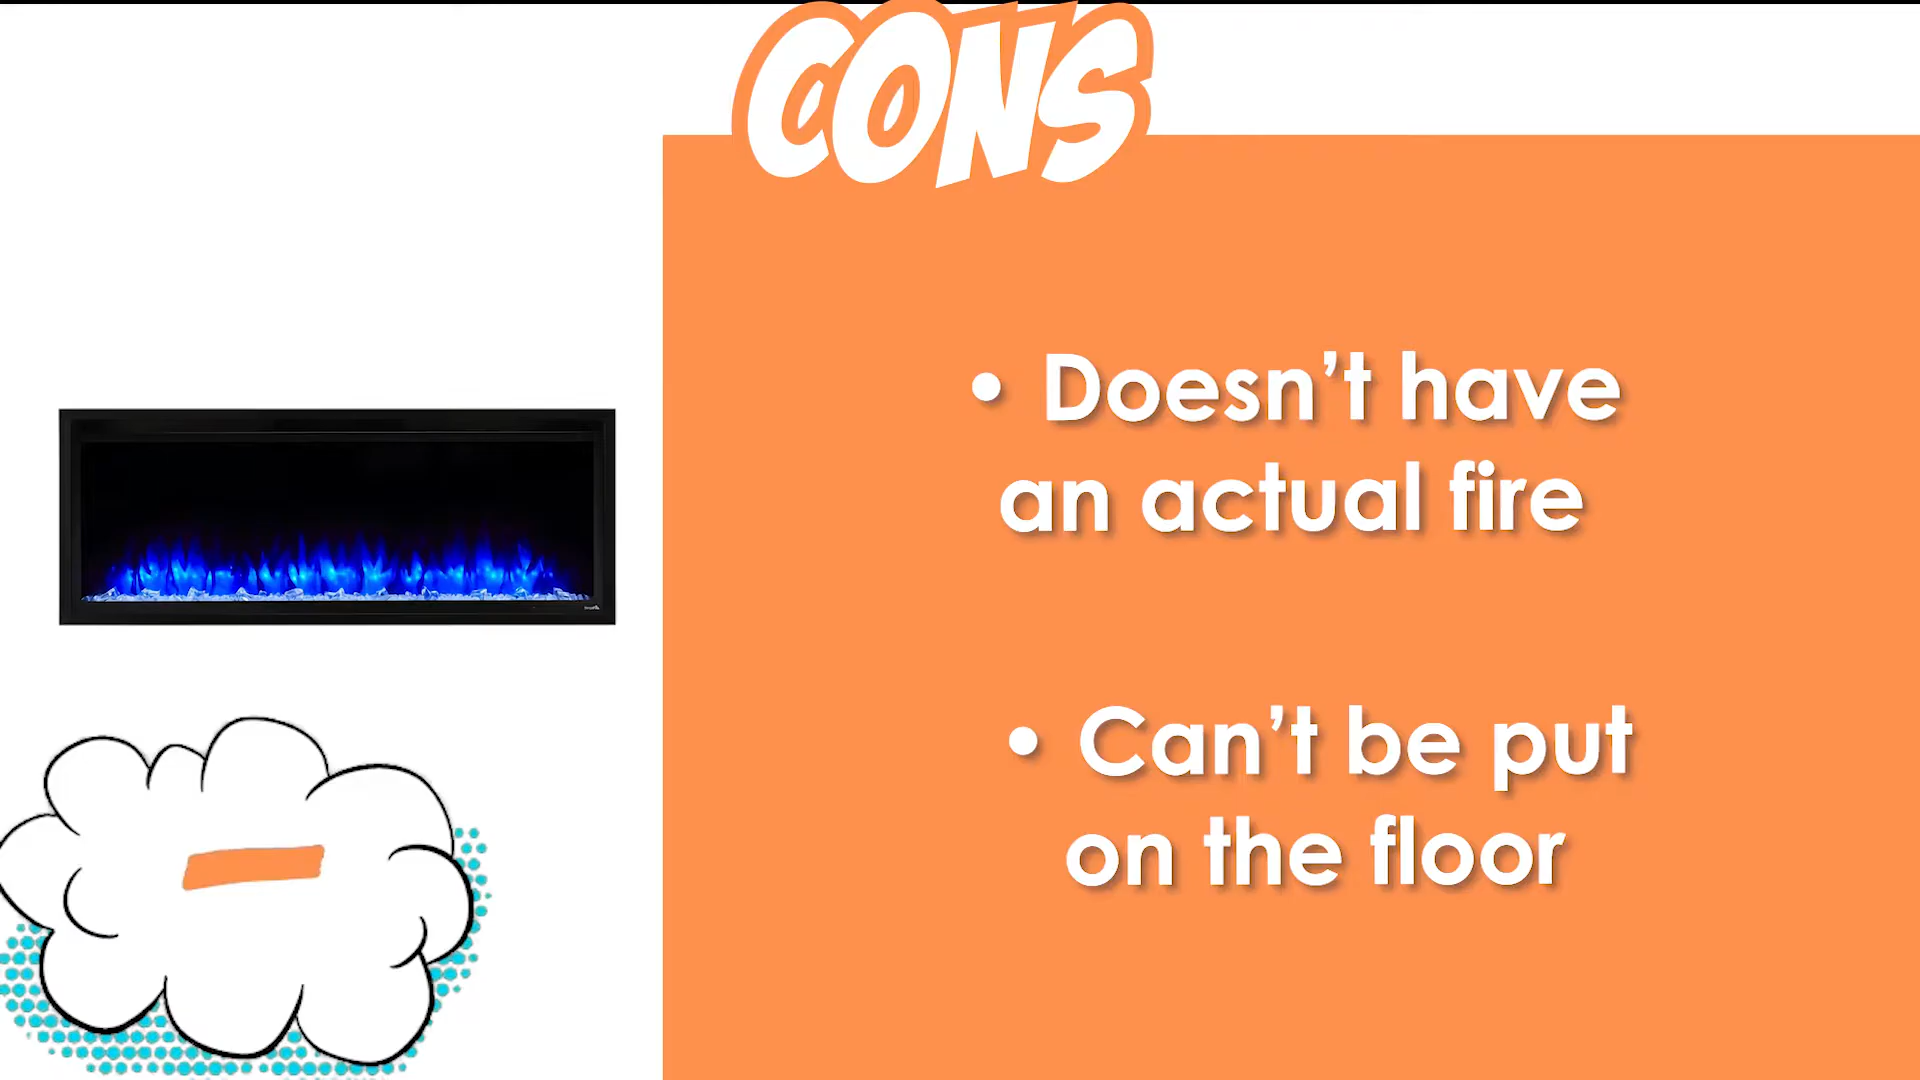 CONS
• Doesn’t have
an actual fire
• Can’t be put
on the floor